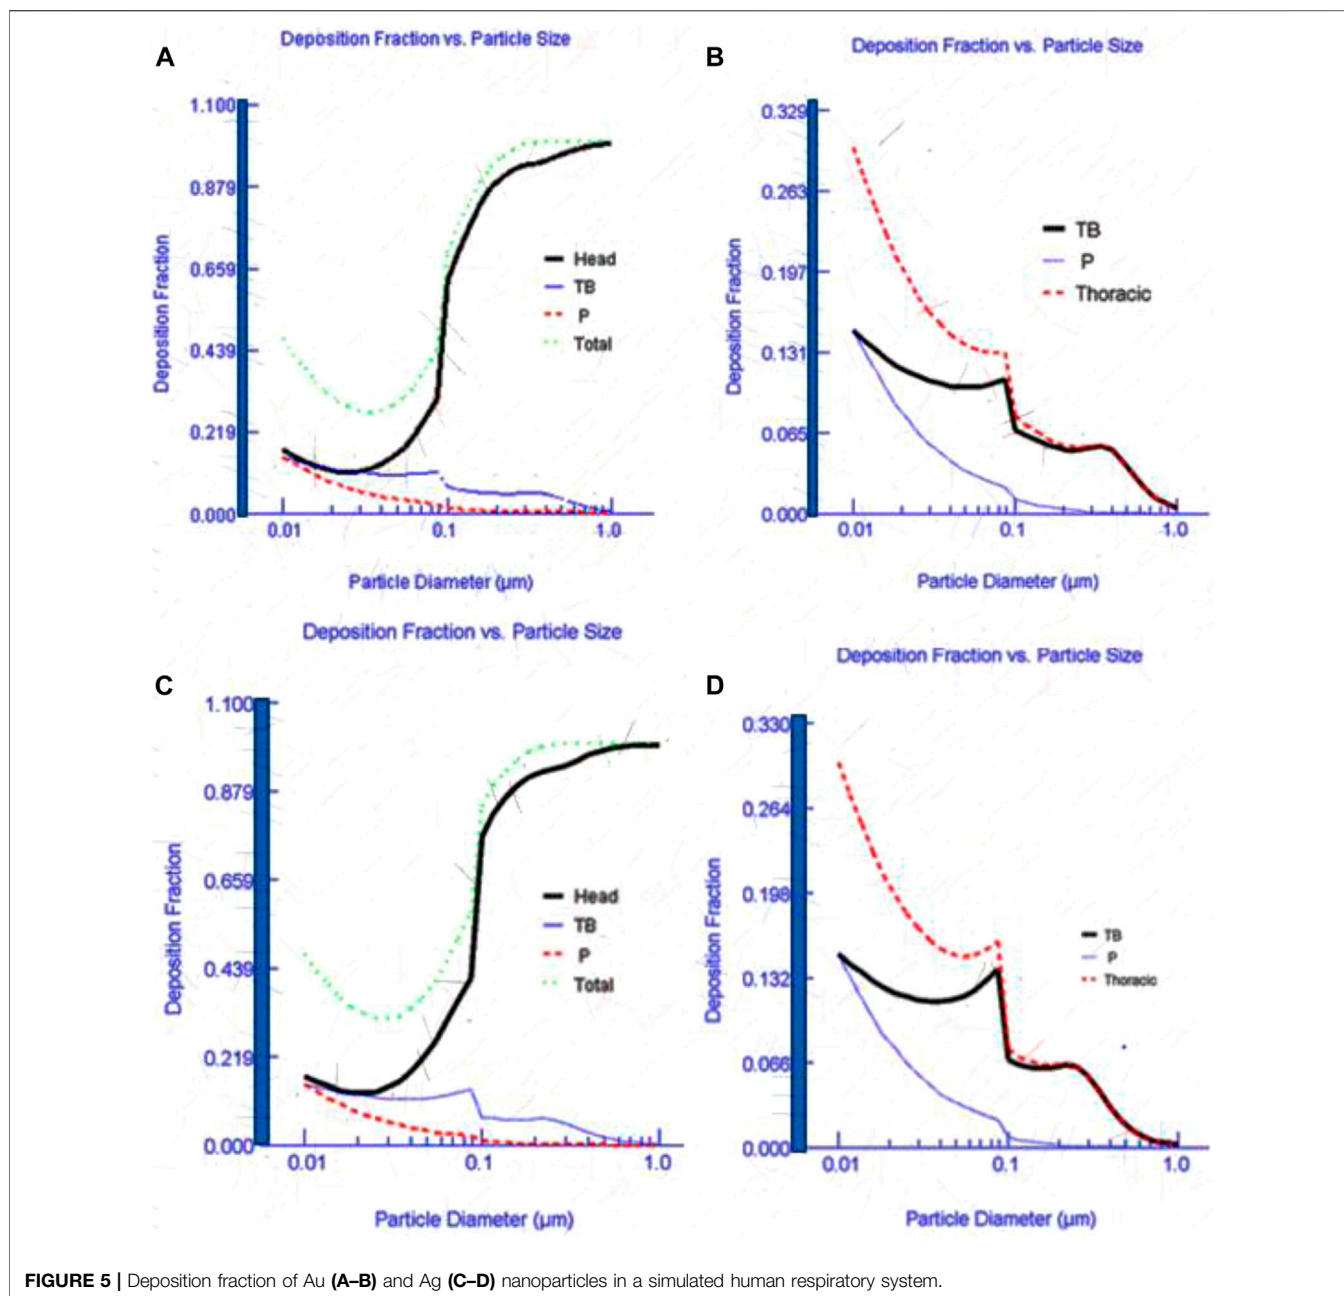 A
Deposition Fraction vs. Particle Size
1.100
0.879
0.659
0.439
0.219
0.000
Deposition Fraction
Head
TB
P
Total
0.01
0.1
1.0
Particle Diameter (µm)
B
Deposition Fraction vs. Particle Size
0.329
0.263
0.197
0.131
0.065
0.000
Deposition Fraction
TB
P
Thoracic
0.01
0.1
1.0
Particle Diameter (µm)
C
Deposition Fraction vs. Particle Size
1.100
0.879
0.659
0.439
0.219
0.000
Deposition Fraction
Head
TB
P
Total
0.01
0.1
1.0
Particle Diameter (µm)
D
Deposition Fraction vs. Particle Size
0.330
0.264
0.198
0.132
0.066
0.000
Deposition Fraction
TB
P
Thoracic
0.01
0.1
1.0
Particle Diameter (µm)
FIGURE 5 | Deposition fraction of Au (A–B) and Ag (C–D) nanoparticles in a simulated human respiratory system.